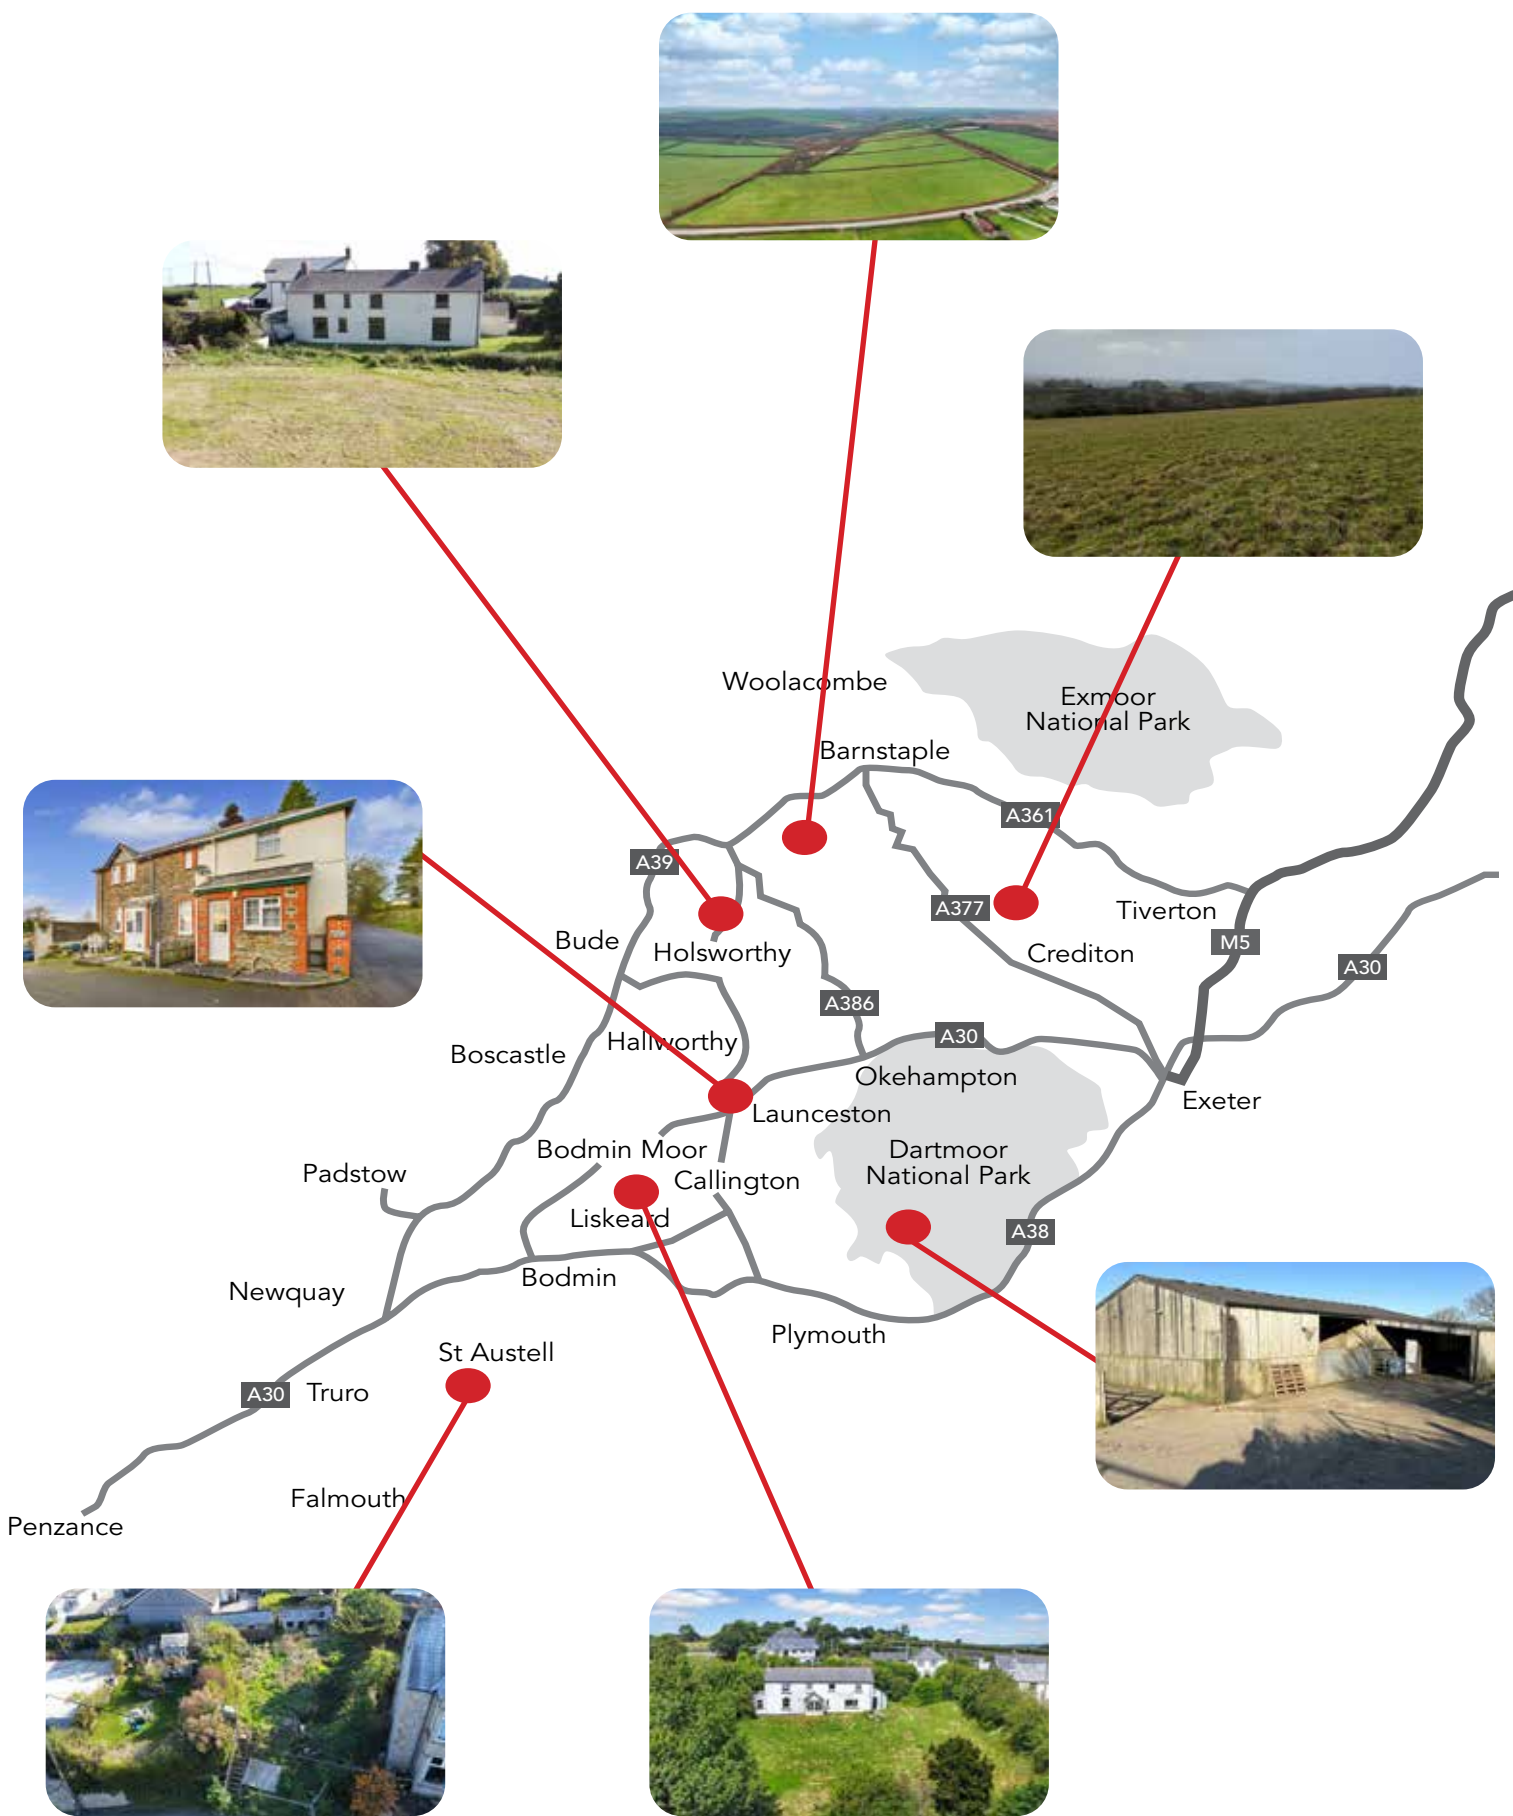 Woolacombe
Exmoor
National Park
Barnstaple
A361
A39
A377
Tiverton
Bude
Holsworthy
Crediton
M5
A30
A386
Hallworthy
A30
Boscastle
Okehampton
Exeter
Launceston
Bodmin Moor
Dartmoor
National Park
Padstow
Callington
Liskeard
A38
Bodmin
Newquay
Plymouth
St Austell
A30
Truro
Falmouth
Penzance